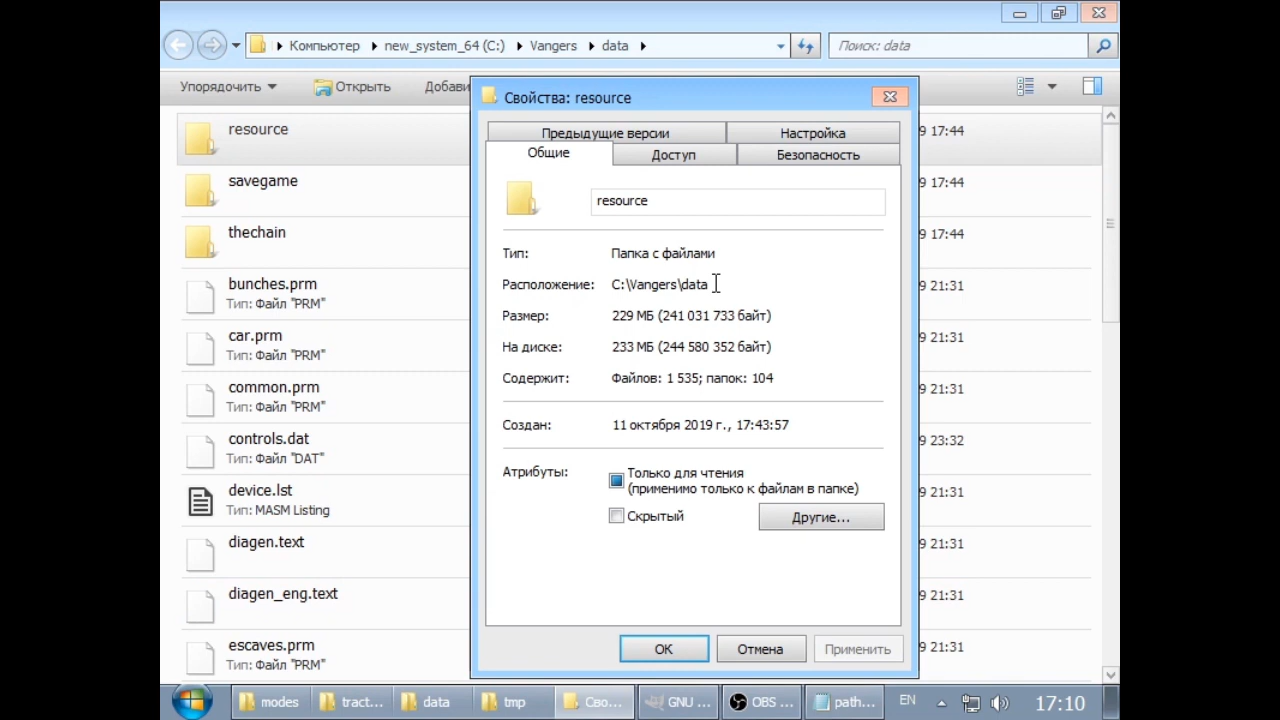 Компьютер new_system_64 (C:) Vangers data
Поиск: data
Упорядочить Открыть Добави
resource
9 17:44
savegame
9 17:44
thechain
9 17:44
bunches.prm
Тип: Файл "PRM"
9 21:31
car.prm
Тип: Файл "PRM"
9 21:31
common.prm
Тип: Файл "PRM"
9 21:31
controls.dat
Тип: Файл "DAT"
9 23:32
device.lst
Тип: MASM Listing
9 21:31
diagen.text
9 21:31
diagen_eng.text
9 21:31
escaves.prm
Тип: Файл "PRM"
9 21:31
Свойства: resource
Предыдущие версии Настройка
Общие Доступ Безопасность
resource
Тип: Папка с файлами
Расположение: C:\Vangers\data
Размер: 229 МБ (241 031 733 байт)
На диске: 233 МБ (244 580 352 байт)
Содержит: Файлов: 1 535; папок: 104
Создан: 11 октября 2019 г., 17:43:57
Атрибуты: Только для чтения
(применимо только к файлам в папке)
Скрытый Другие...
OK Отмена Применить
modes tract... data tmp Сво... GNU ... OBS ... path... EN 17:10